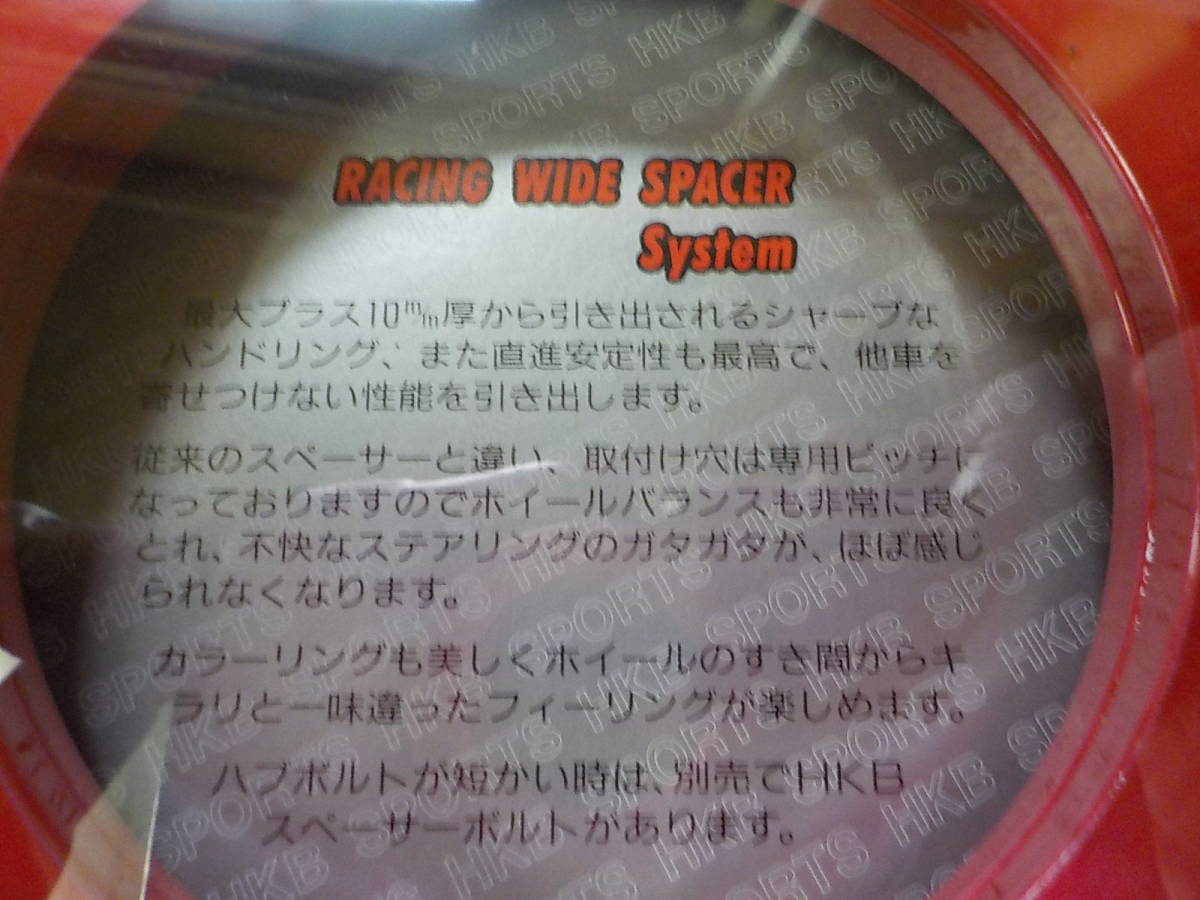 RACING WIDE SPACER
System
最大プラス10m/m厚から引き出されるシャープな
ハンドリング、また直進安定性も最高で、他車を
寄せつけない性能を引き出します。
従来のスペーサーと違い、取付け穴は専用ピッチに
なっておりますのでホイールバランスも非常に良く
とれ、不快なステアリングのガタガタが、ほぼ感じ
られなくなります。
カラーリングも美しくホイールのすき間からキ
ラリと一味違ったフィーリングが楽しめます。
ハブボルトが短かい時は、別売でHKB
スペーサーボルトがあります。
HKB SPORTS